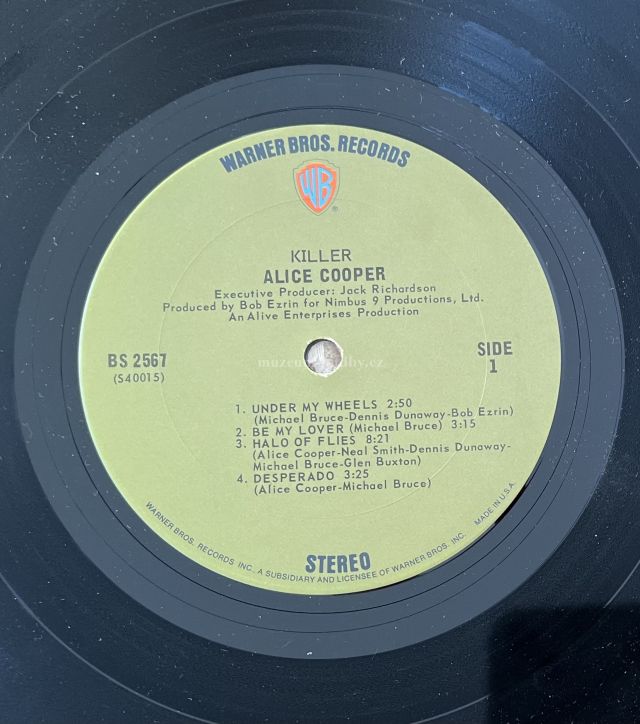 WARNER BROS. RECORDS
WB
®
KILLER
ALICE COOPER
Executive Producer: Jack Richardson
Produced by Bob Ezrin for Nimbus 9 Productions, Ltd.
An Alive Enterprises Production
BS 2567
(S40015)
SIDE
1
1. UNDER MY WHEELS 2:50
(Michael Bruce-Dennis Dunaway-Bob Ezrin)
2. BE MY LOVER (Michael Bruce) 3:15
3. HALO OF FLIES 8:21
(Alice Cooper-Neal Smith-Dennis Dunaway-
Michael Bruce-Glen Buxton)
4. DESPERADO 3:25
(Alice Cooper-Michael Bruce)
STEREO
WARNER BROS. RECORDS INC. A SUBSIDIARY AND LICENSEE OF WARNER BROS. INC. MADE IN U.S.A.